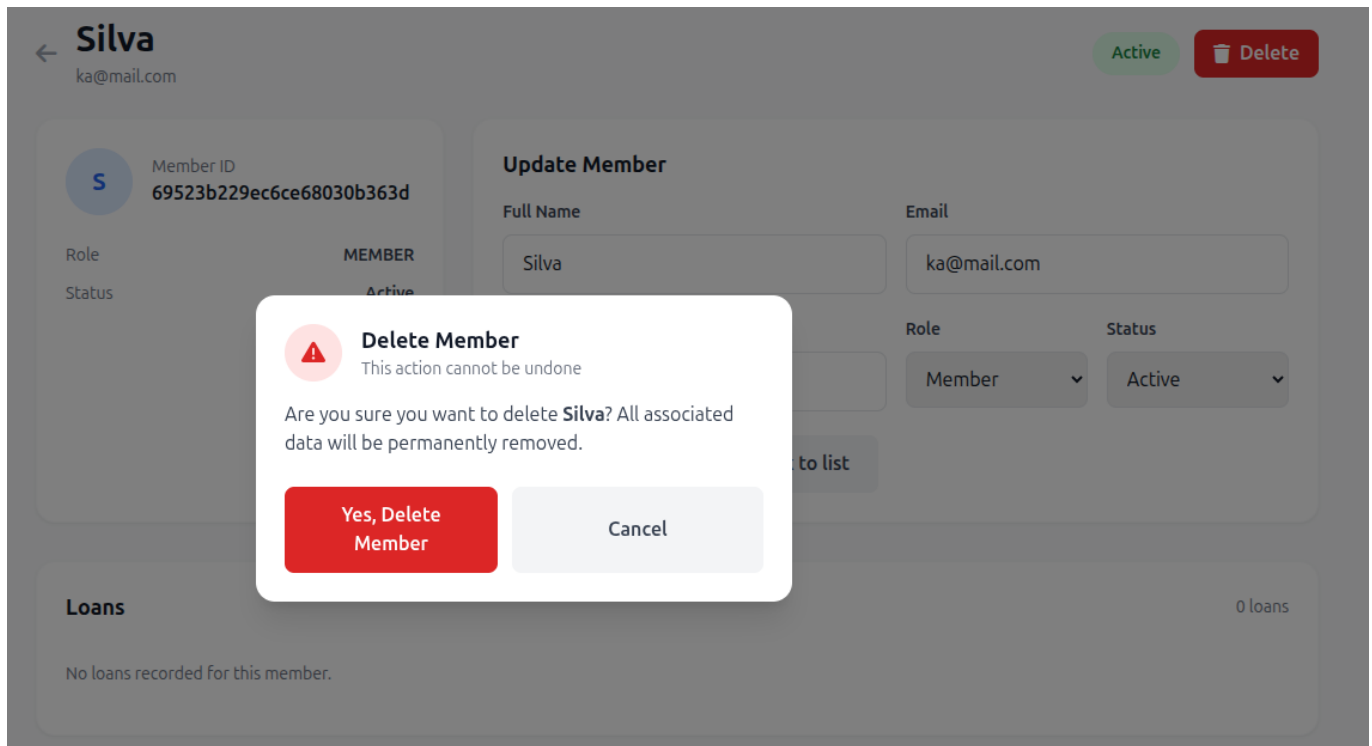 Silva
ka@mail.com
Active
Delete
S
Member ID
69523b229ec6ce68030b363d
Role
MEMBER
Status
Active
Update Member
Full Name
Email
Silva
ka@mail.com
Role
Status
Member
Active
to list
Delete Member
This action cannot be undone
Are you sure you want to delete Silva? All associated
data will be permanently removed.
Yes, Delete
Member
Cancel
Loans
0 loans
No loans recorded for this member.